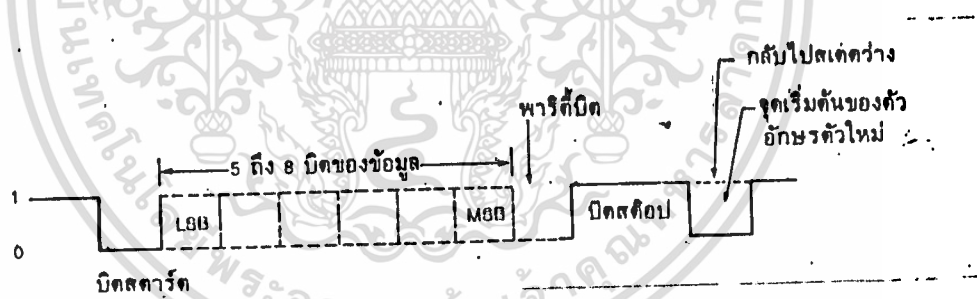 กลับไปสเตตว่าง
พาริตี้บิต
จุดเริ่มต้นของตัว
อักษรตัวใหม่
5 ถึง 8 บิตของข้อมูล
1
LSB
MSB
บิตสต๊อป
0
บิตสตาร์ต